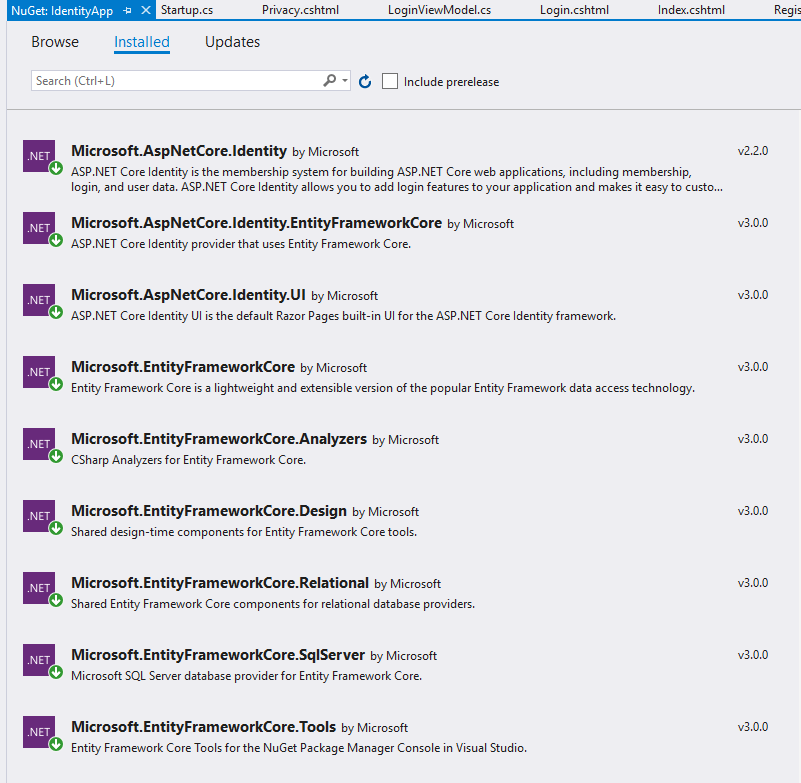 NuGet: IdentityApp Startup.cs Privacy.cshtml LoginViewModel.cs Login.cshtml Index.cshtml Regis
Browse Installed Updates
Search (Ctrl+L) Include prerelease
.NET Microsoft.AspNetCore.Identity by Microsoft v2.2.0
ASP.NET Core Identity is the membership system for building ASP.NET Core web applications, including membership,
login, and user data. ASP.NET Core Identity allows you to add login features to your application and makes it easy to custo...
.NET Microsoft.AspNetCore.Identity.EntityFrameworkCore by Microsoft v3.0.0
ASP.NET Core Identity provider that uses Entity Framework Core.
.NET Microsoft.AspNetCore.Identity.UI by Microsoft v3.0.0
ASP.NET Core Identity UI is the default Razor Pages built-in UI for the ASP.NET Core Identity framework.
.NET Microsoft.EntityFrameworkCore by Microsoft v3.0.0
Entity Framework Core is a lightweight and extensible version of the popular Entity Framework data access technology.
.NET Microsoft.EntityFrameworkCore.Analyzers by Microsoft v3.0.0
CSharp Analyzers for Entity Framework Core.
.NET Microsoft.EntityFrameworkCore.Design by Microsoft v3.0.0
Shared design-time components for Entity Framework Core tools.
.NET Microsoft.EntityFrameworkCore.Relational by Microsoft v3.0.0
Shared Entity Framework Core components for relational database providers.
.NET Microsoft.EntityFrameworkCore.SqlServer by Microsoft v3.0.0
Microsoft SQL Server database provider for Entity Framework Core.
.NET Microsoft.EntityFrameworkCore.Tools by Microsoft v3.0.0
Entity Framework Core Tools for the NuGet Package Manager Console in Visual Studio.